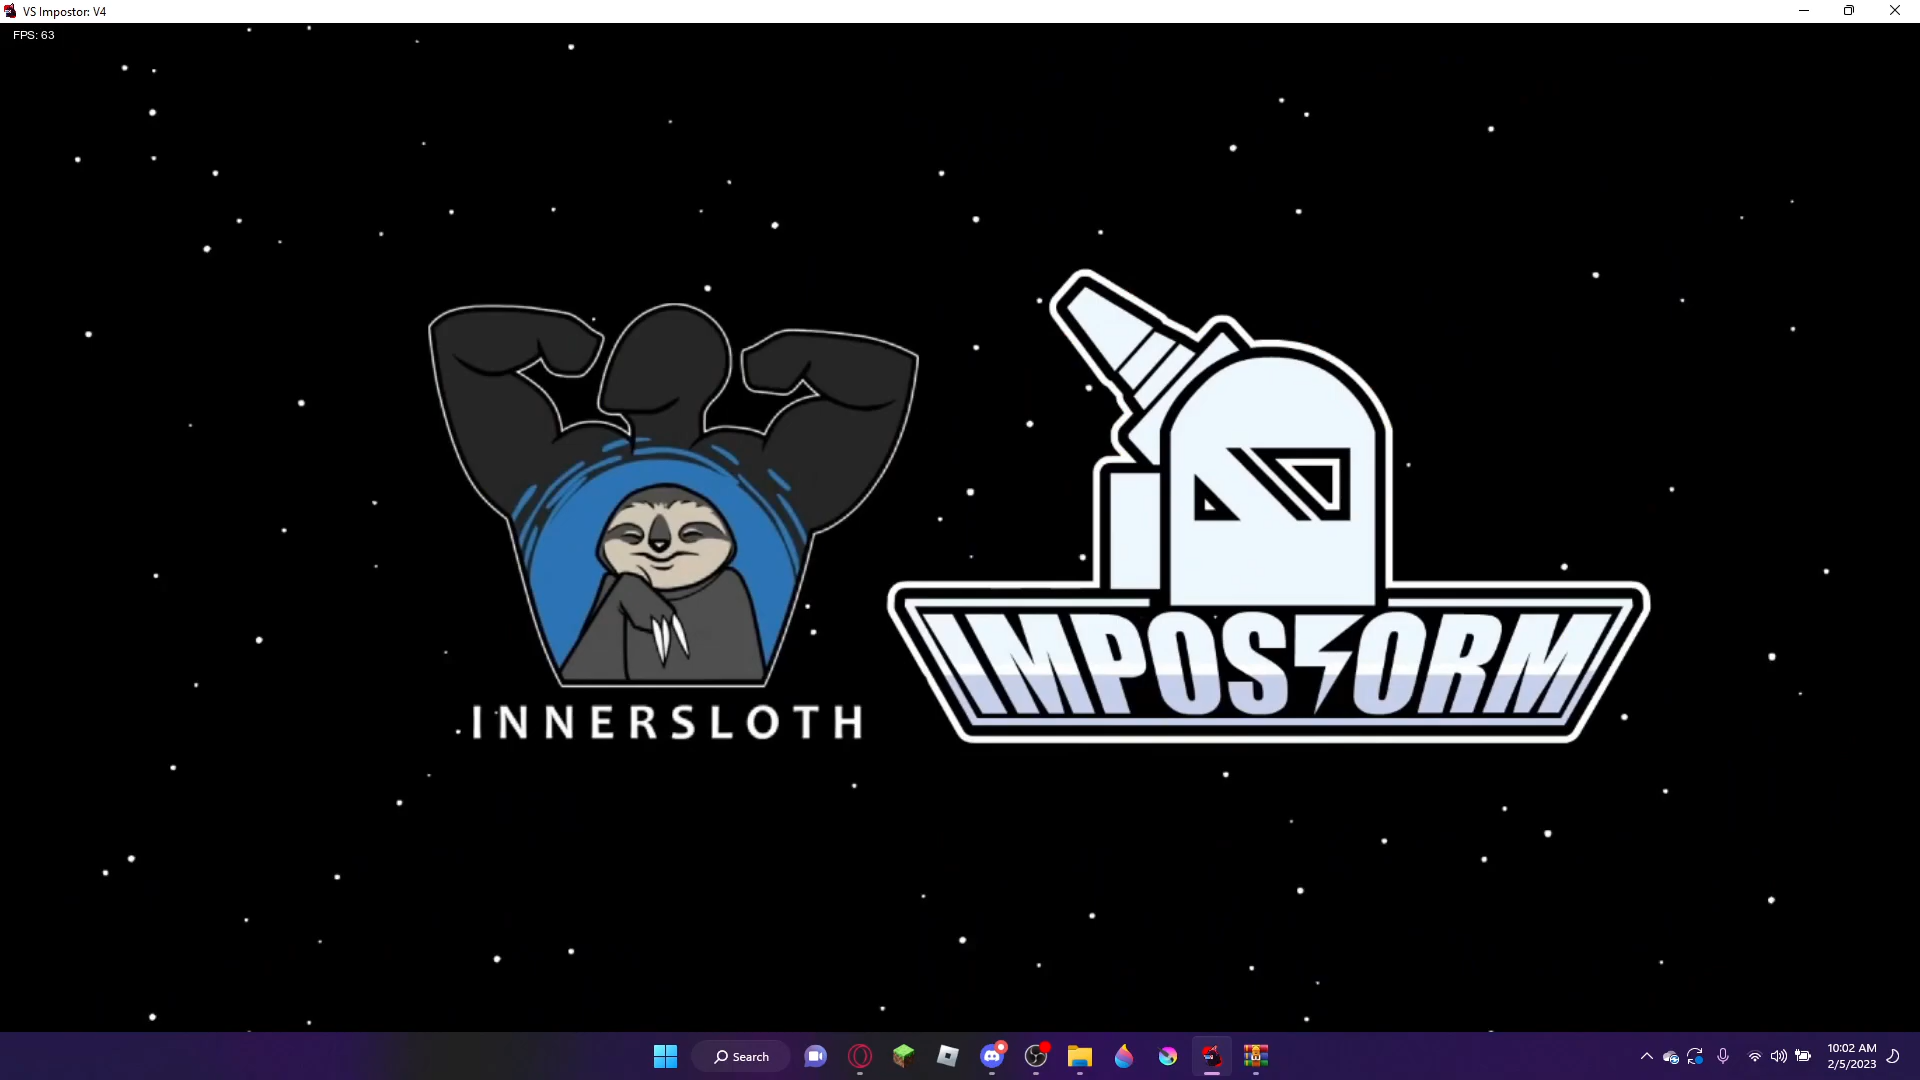 VS Impostor: V4
FPS: 63
INNERSLOTH
IMPOSTORM
Search
10:02 AM
2/5/2023